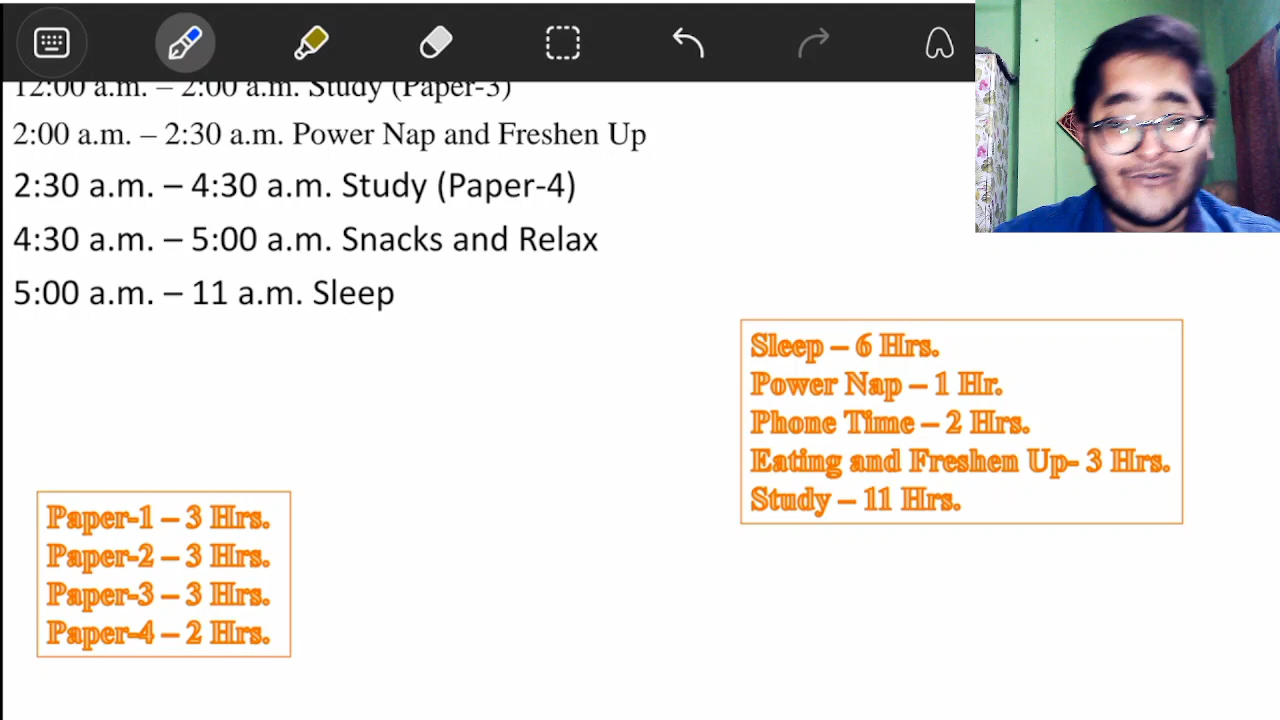 12:00 a.m. – 2:00 a.m. Study (Paper-3)
2:00 a.m. – 2:30 a.m. Power Nap and Freshen Up
2:30 a.m. – 4:30 a.m. Study (Paper-4)
4:30 a.m. – 5:00 a.m. Snacks and Relax
5:00 a.m. – 11 a.m. Sleep
Sleep – 6 Hrs.
Power Nap – 1 Hr.
Phone Time – 2 Hrs.
Eating and Freshen Up- 3 Hrs.
Study – 11 Hrs.
Paper-1 – 3 Hrs.
Paper-2 – 3 Hrs.
Paper-3 – 3 Hrs.
Paper-4 – 2 Hrs.